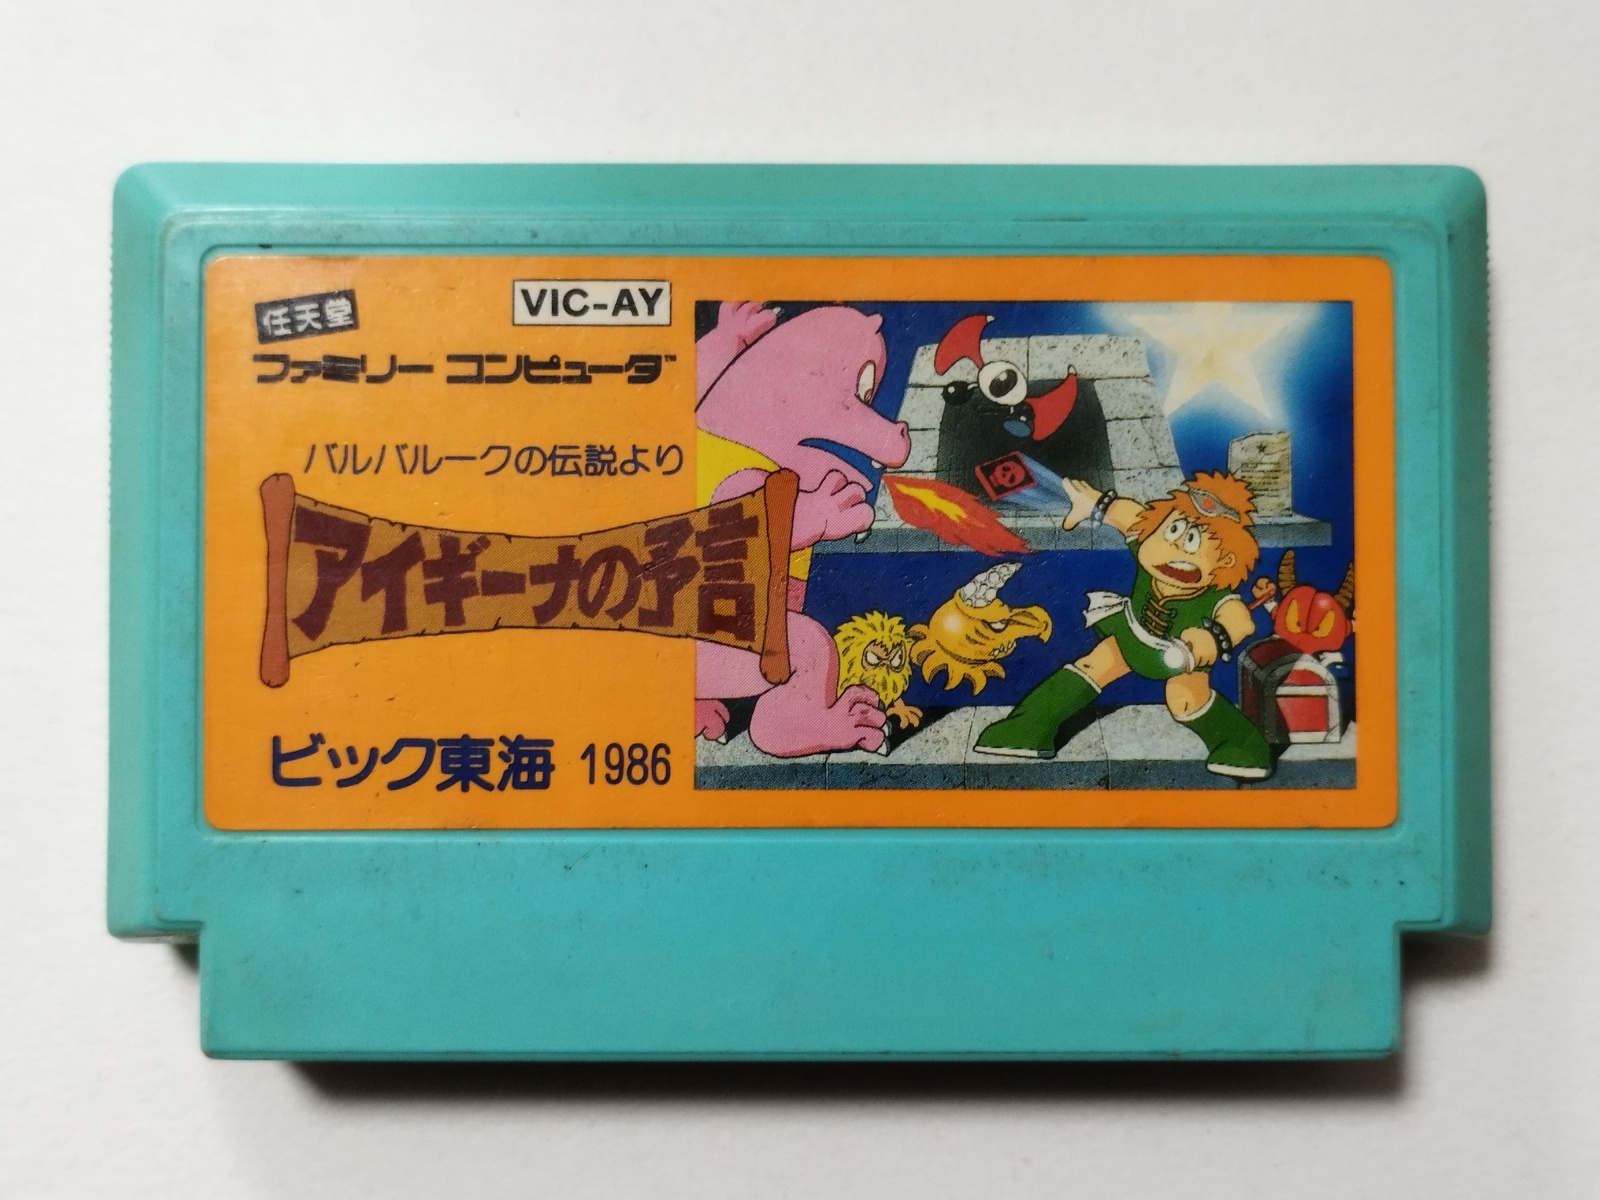 任天堂
VIC-AY
ファミリー コンピュータ™
バルバルークの伝説より
アイギーナの予言
ビック東海 1986